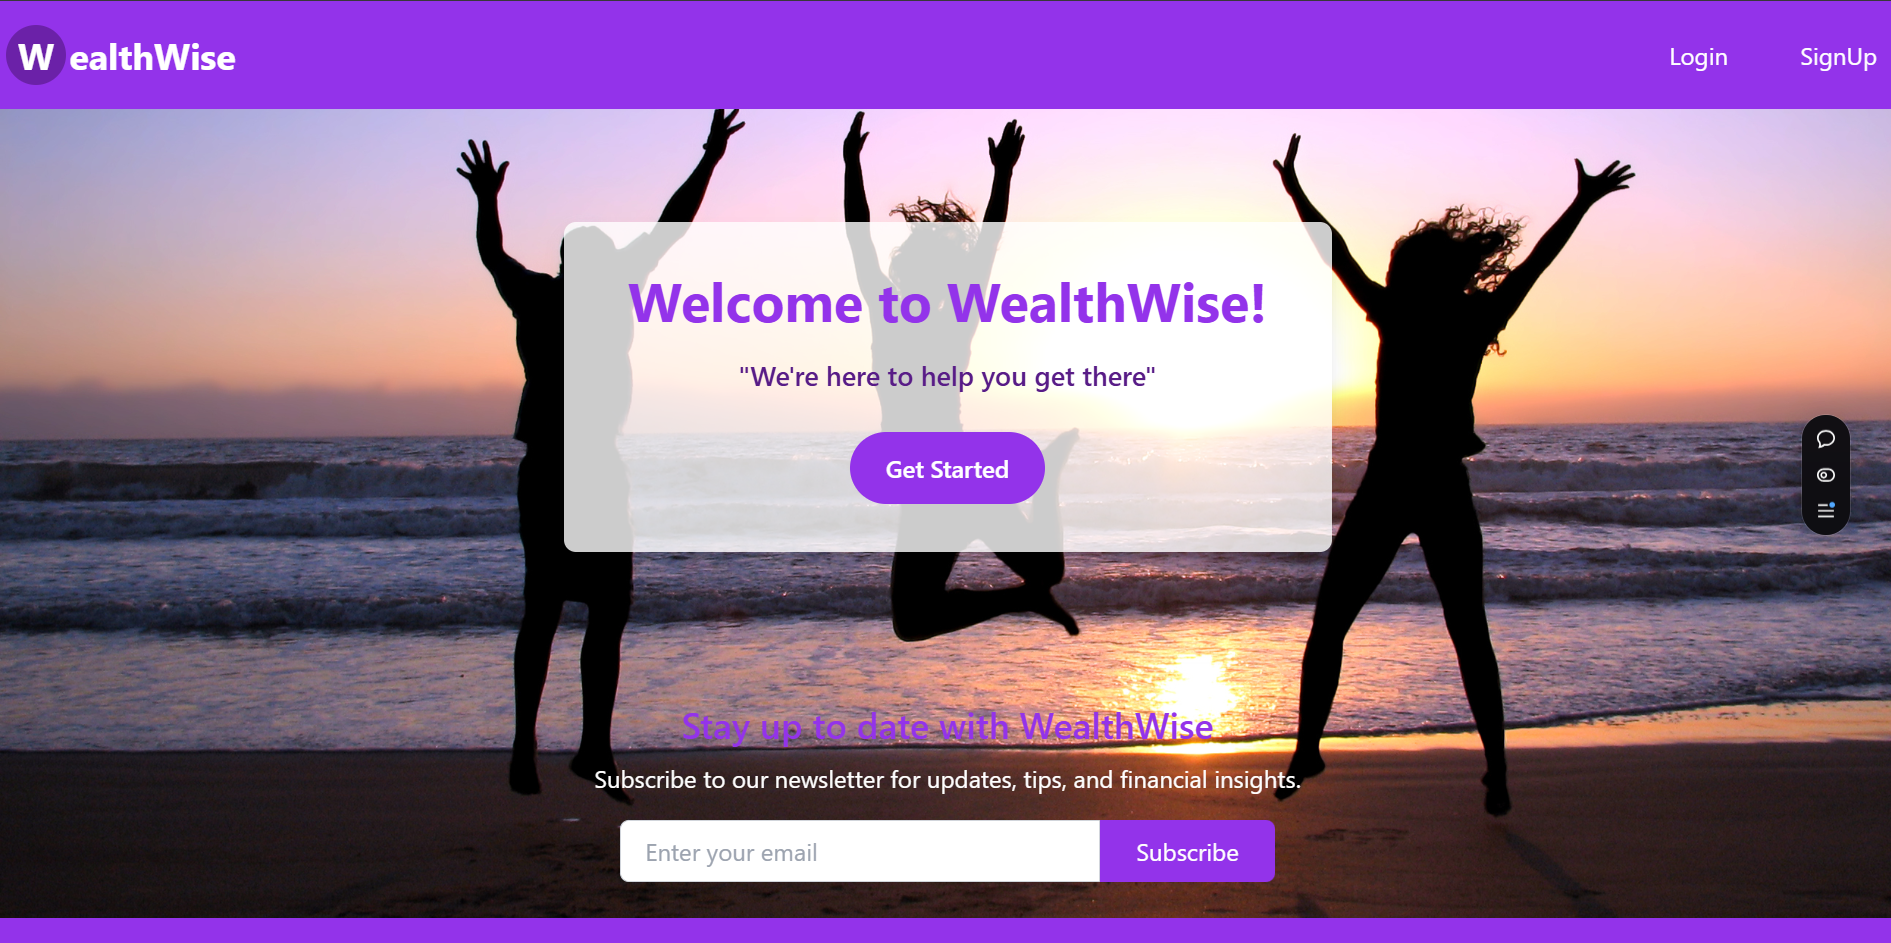 WealthWise
Login
SignUp
Welcome to WealthWise!
"We're here to help you get there"
Get Started
Stay up to date with WealthWise
Subscribe to our newsletter for updates, tips, and financial insights.
Enter your email
Subscribe